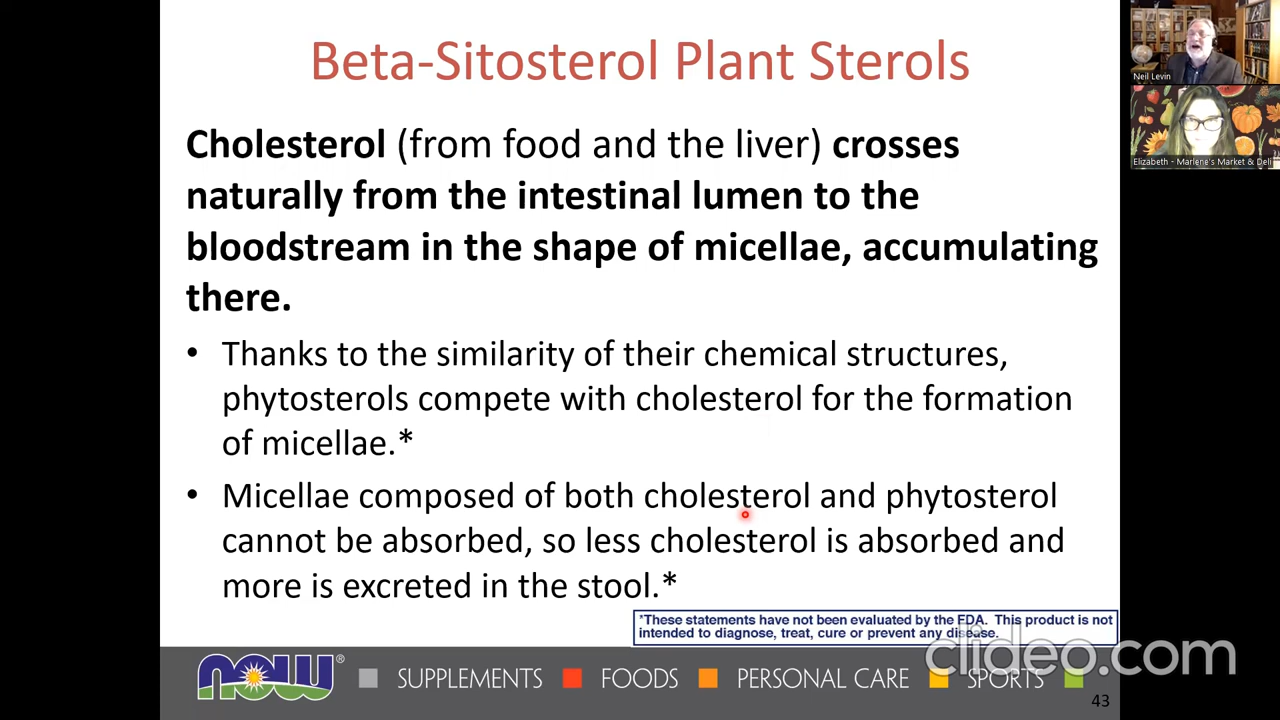 Beta-Sitosterol Plant Sterols
Neil Levin
Elizabeth - Marlene's Market & Deli
Cholesterol (from food and the liver) crosses
naturally from the intestinal lumen to the
bloodstream in the shape of micellae, accumulating
there.
• Thanks to the similarity of their chemical structures,
phytosterols compete with cholesterol for the formation
of micellae.*
• Micellae composed of both cholesterol and phytosterol
cannot be absorbed, so less cholesterol is absorbed and
more is excreted in the stool.*
*These statements have not been evaluated by the FDA. This product is not
intended to diagnose, treat, cure or prevent any disease.
clideo.com
NOW® SUPPLEMENTS FOODS PERSONAL CARE SPORTS
43